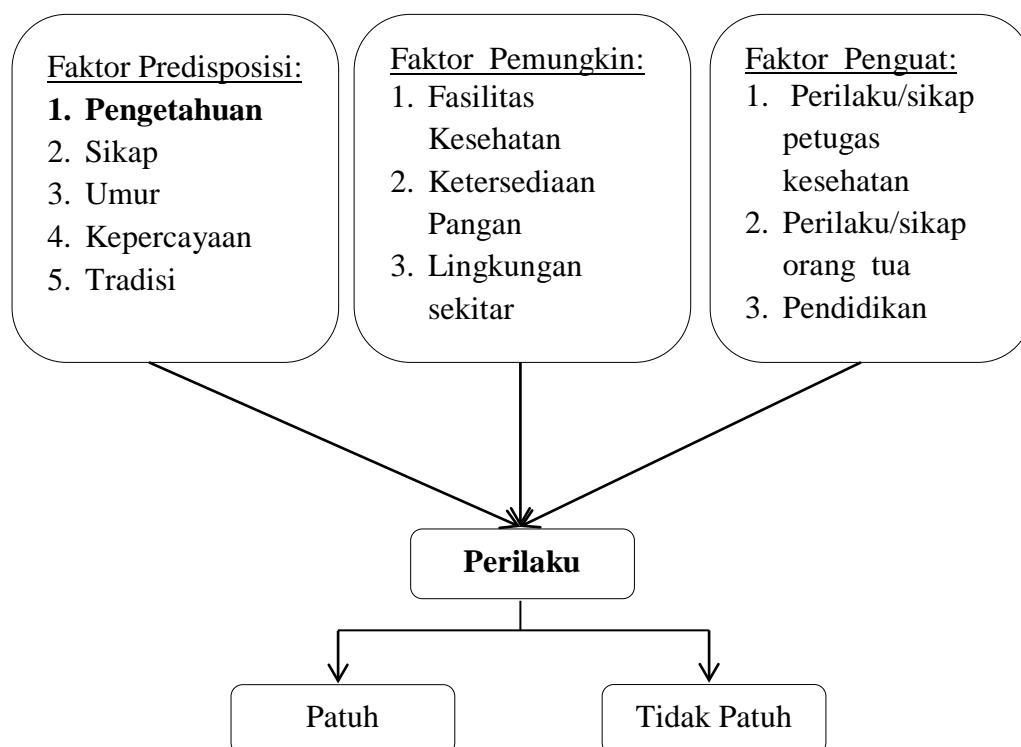 Faktor Predisposisi:
1. Pengetahuan
2. Sikap
3. Umur
4. Kepercayaan
5. Tradisi
Faktor Pemungkin:
1. Fasilitas
Kesehatan
2. Ketersediaan
Pangan
3. Lingkungan
sekitar
Faktor Penguat:
1. Perilaku/sikap
petugas
kesehatan
2. Perilaku/sikap
orang tua
3. Pendidikan
Perilaku
Patuh
Tidak Patuh